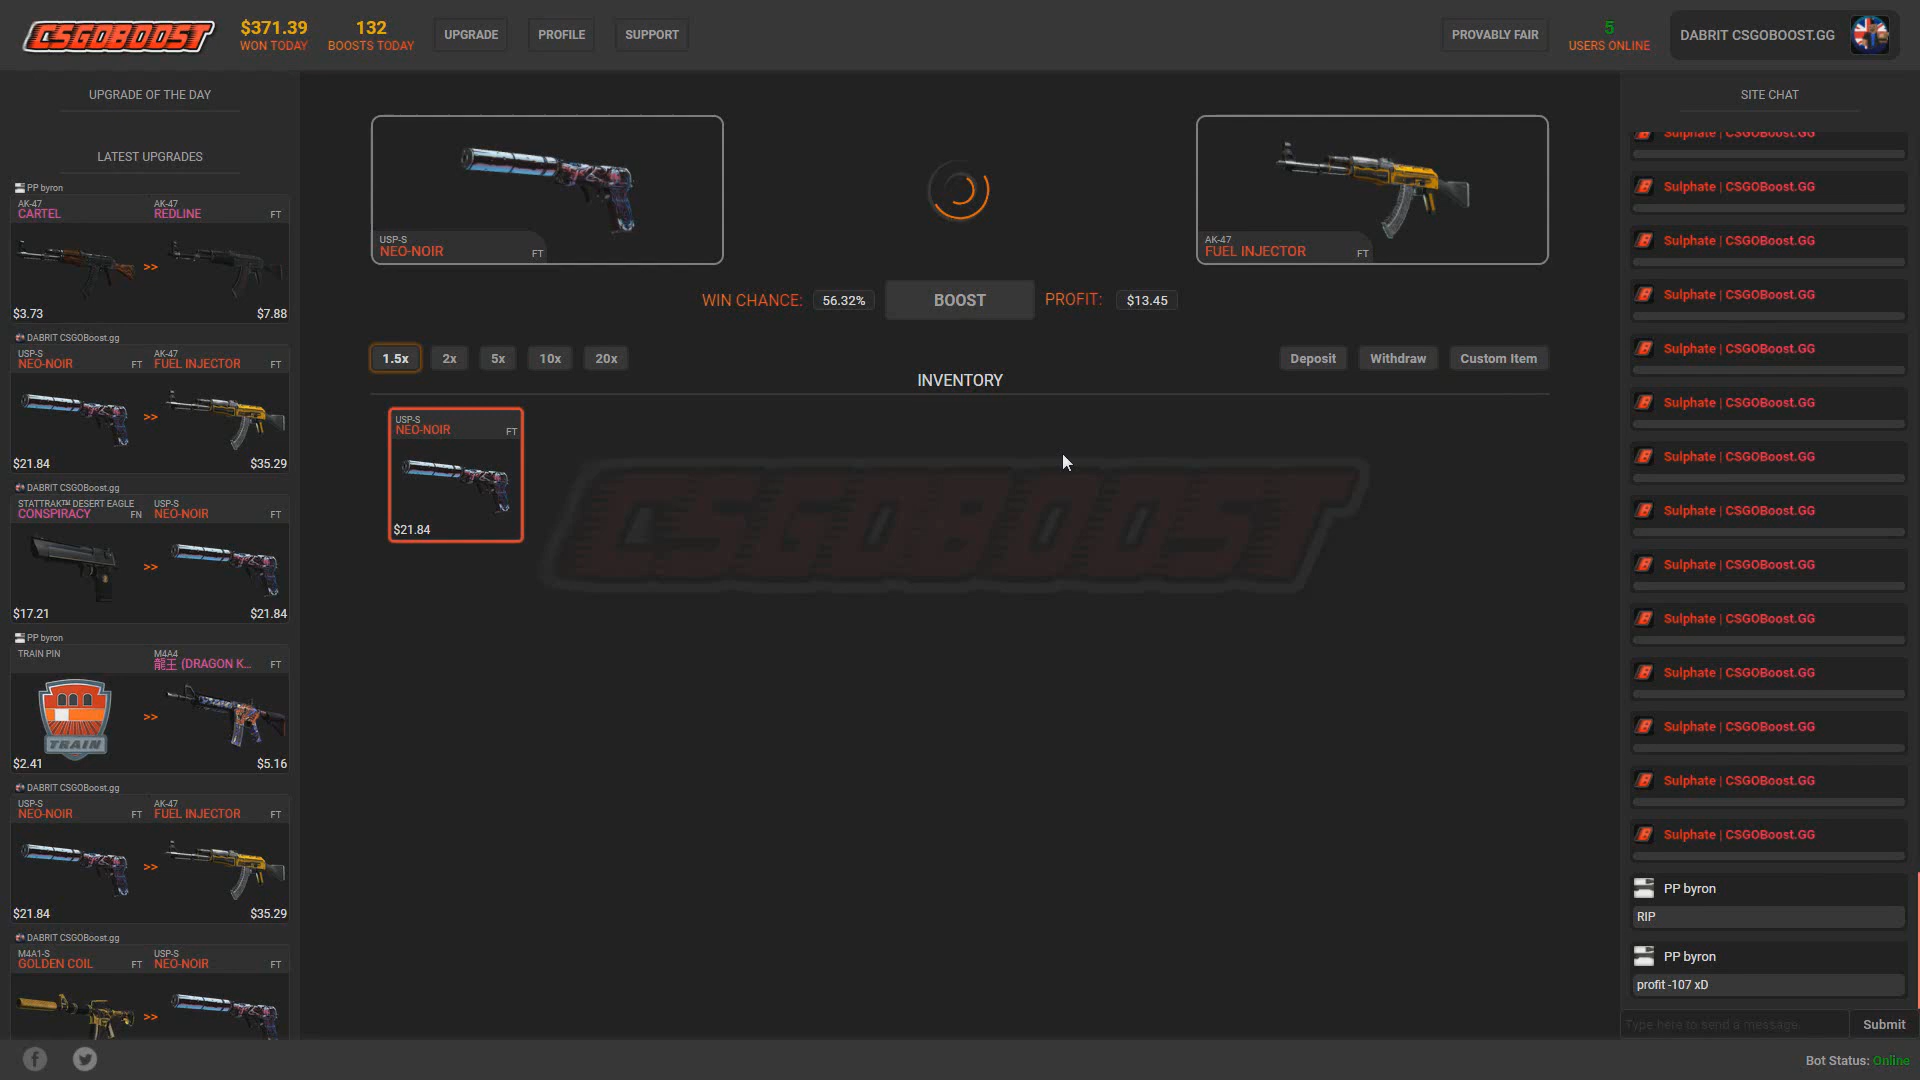 CSGOBOOST
$371.39
WON TODAY
132
BOOSTS TODAY
UPGRADE
PROFILE
SUPPORT
PROVABLY FAIR
5
USERS ONLINE
DABRIT CSGOBOOST.GG
UPGRADE OF THE DAY
LATEST UPGRADES
PP byron
AK-47
CARTEL
AK-47
REDLINE
FT
>>
$3.73
$7.88
DABRIT CSGOBoost.gg
USP-S
NEO-NOIR
FT
AK-47
FUEL INJECTOR
FT
>>
$21.84
$35.29
DABRIT CSGOBoost.gg
STATTRAK™ DESERT EAGLE
CONSPIRACY
FN
USP-S
NEO-NOIR
FT
>>
$17.21
$21.84
PP byron
TRAIN PIN
M4A4
龍王 (DRAGON K...
FT
TRAIN
>>
$2.41
$5.16
DABRIT CSGOBoost.gg
USP-S
NEO-NOIR
FT
AK-47
FUEL INJECTOR
FT
>>
$21.84
$35.29
DABRIT CSGOBoost.gg
M4A1-S
GOLDEN COIL
FT
USP-S
NEO-NOIR
FT
>>
USP-S
NEO-NOIR
FT
AK-47
FUEL INJECTOR
FT
WIN CHANCE:
56.32%
BOOST
PROFIT:
$13.45
1.5x
2x
5x
10x
20x
Deposit
Withdraw
Custom Item
INVENTORY
USP-S
NEO-NOIR
FT
$21.84
CSGOBOOST
SITE CHAT
Sulphate | CSGOBoost.GG
Sulphate | CSGOBoost.GG
Sulphate | CSGOBoost.GG
Sulphate | CSGOBoost.GG
Sulphate | CSGOBoost.GG
Sulphate | CSGOBoost.GG
Sulphate | CSGOBoost.GG
Sulphate | CSGOBoost.GG
Sulphate | CSGOBoost.GG
Sulphate | CSGOBoost.GG
Sulphate | CSGOBoost.GG
Sulphate | CSGOBoost.GG
Sulphate | CSGOBoost.GG
Sulphate | CSGOBoost.GG
PP byron
RIP
PP byron
profit -107 xD
Type here to send a message.
Submit
Bot Status: Online